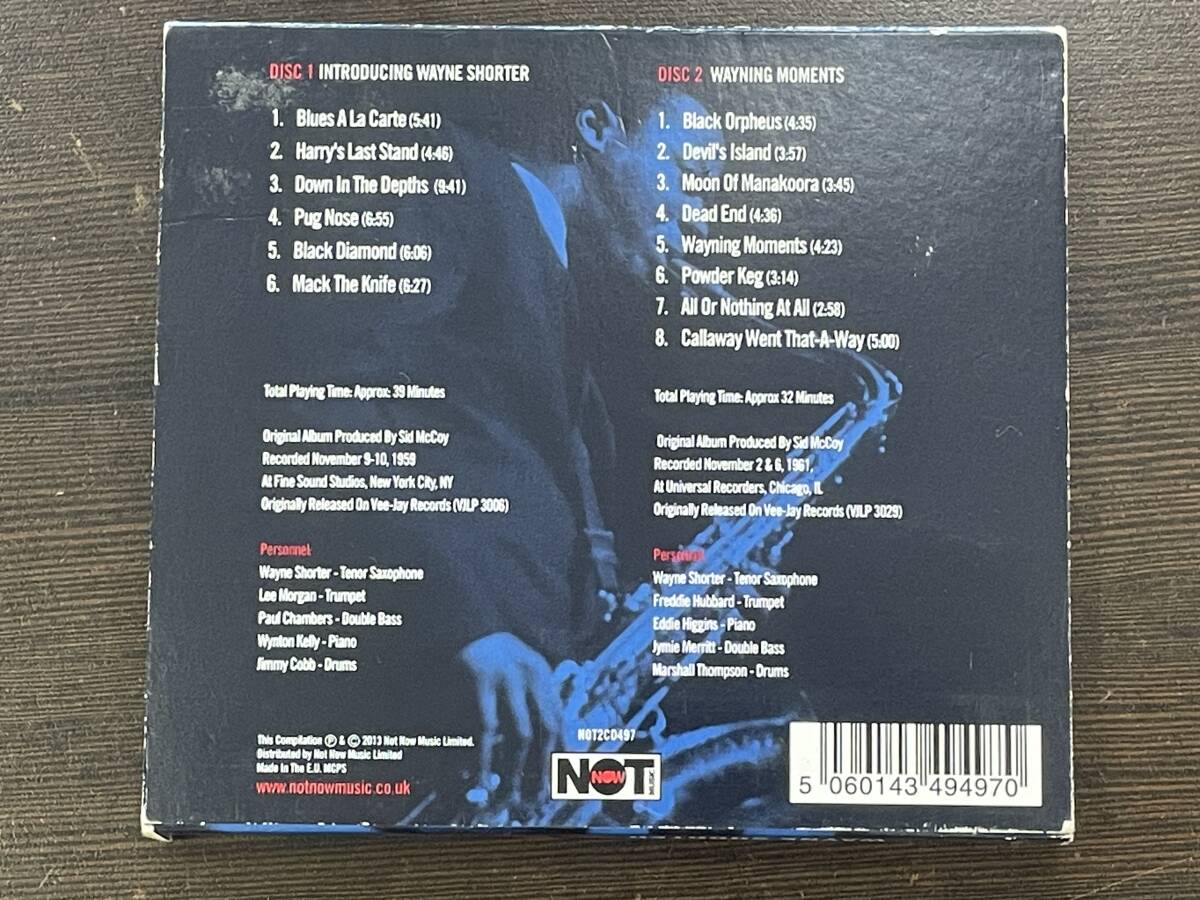 DISC 1 INTRODUCING WAYNE SHORTER
1. Blues A La Carte (5:41)
2. Harry's Last Stand (4:46)
3. Down In The Depths (9:41)
4. Pug Nose (6:55)
5. Black Diamond (6:06)
6. Mack The Knife (6:27)
Total Playing Time: Approx: 39 Minutes
Original Album Produced By Sid McCoy
Recorded November 9-10, 1959
At Fine Sound Studios, New York City, NY
Originally Released On Vee-Jay Records (VJLP 3006)
Personnel:
Wayne Shorter - Tenor Saxophone
Lee Morgan - Trumpet
Paul Chambers - Double Bass
Wynton Kelly - Piano
Jimmy Cobb - Drums
DISC 2 WAYNING MOMENTS
1. Black Orpheus (4:35)
2. Devil's Island (3:57)
3. Moon Of Manakoora (3:45)
4. Dead End (4:36)
5. Wayning Moments (4:23)
6. Powder Keg (3:14)
7. All Or Nothing At All (2:58)
8. Callaway Went That-A-Way (5:00)
Total Playing Time: Approx 32 Minutes
Original Album Produced By Sid McCoy
Recorded November 2 & 6, 1961,
At Universal Recorders, Chicago, IL
Originally Released On Vee-Jay Records (VJLP 3029)
Personnel
Wayne Shorter - Tenor Saxophone
Freddie Hubbard - Trumpet
Eddie Higgins - Piano
Jymie Merritt - Double Bass
Marshall Thompson - Drums
This Compilation ℗ & © 2013 Not Now Music Limited.
Distributed by Not Now Music Limited
Made In The E.U. MCPS
www.notnowmusic.co.uk
NOT2CD497
NOT NOW MUSIC
5 060143 494970